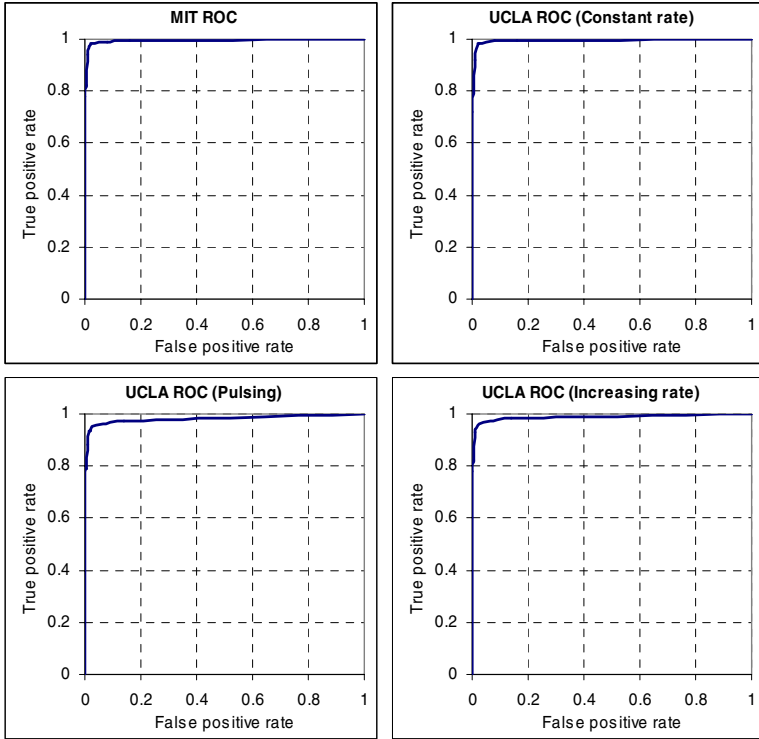 MIT ROC
1
0.8
0.6
0.4
0.2
0
0 0.2 0.4 0.6 0.8 1
False positive rate
True positive rate
UCLA ROC (Constant rate)
1
0.8
0.6
0.4
0.2
0
0 0.2 0.4 0.6 0.8 1
False positive rate
True positive rate
UCLA ROC (Pulsing)
1
0.8
0.6
0.4
0.2
0
0 0.2 0.4 0.6 0.8 1
False positive rate
True positive rate
UCLA ROC (Increasing rate)
1
0.8
0.6
0.4
0.2
0
0 0.2 0.4 0.6 0.8 1
False positive rate
True positive rate